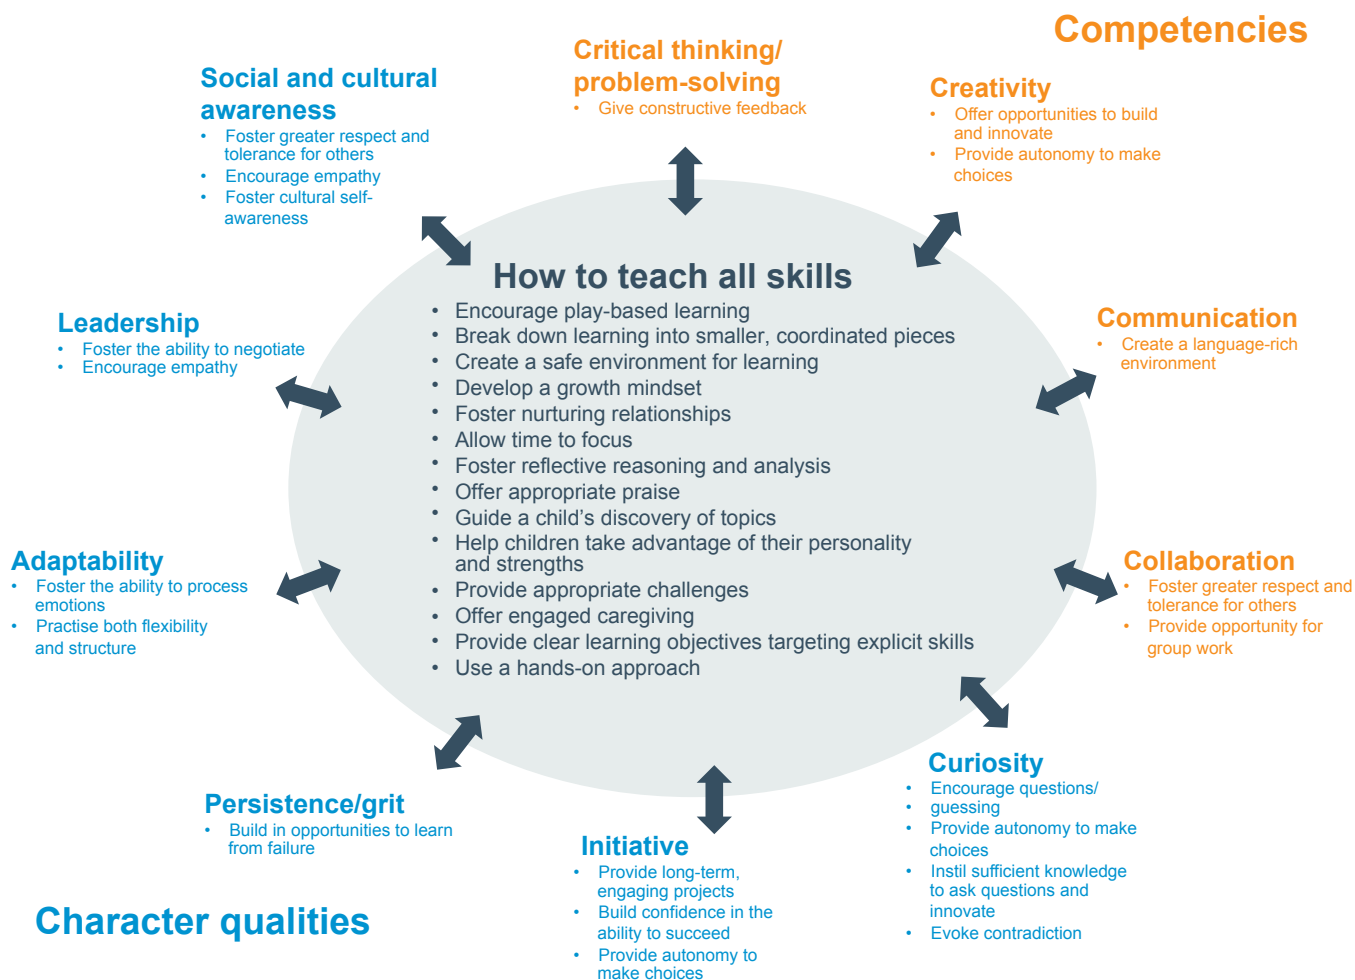 Competencies
Critical thinking/
problem-solving
• Give constructive feedback
Social and cultural
awareness
• Foster greater respect and
tolerance for others
• Encourage empathy
• Foster cultural self-
awareness
Creativity
• Offer opportunities to build
and innovate
• Provide autonomy to make
choices
How to teach all skills
• Encourage play-based learning
• Break down learning into smaller, coordinated pieces
• Create a safe environment for learning
• Develop a growth mindset
• Foster nurturing relationships
• Allow time to focus
• Foster reflective reasoning and analysis
• Offer appropriate praise
• Guide a child’s discovery of topics
• Help children take advantage of their personality
and strengths
• Provide appropriate challenges
• Offer engaged caregiving
• Provide clear learning objectives targeting explicit skills
• Use a hands-on approach
Leadership
• Foster the ability to negotiate
• Encourage empathy
Communication
• Create a language-rich
environment
Adaptability
• Foster the ability to process
emotions
• Practise both flexibility
and structure
Collaboration
• Foster greater respect and
tolerance for others
• Provide opportunity for
group work
Persistence/grit
• Build in opportunities to learn
from failure
Initiative
• Provide long-term,
engaging projects
• Build confidence in the
ability to succeed
• Provide autonomy to
make choices
Curiosity
• Encourage questions/
• guessing
• Provide autonomy to make
choices
• Instil sufficient knowledge
to ask questions and
innovate
• Evoke contradiction
Character qualities